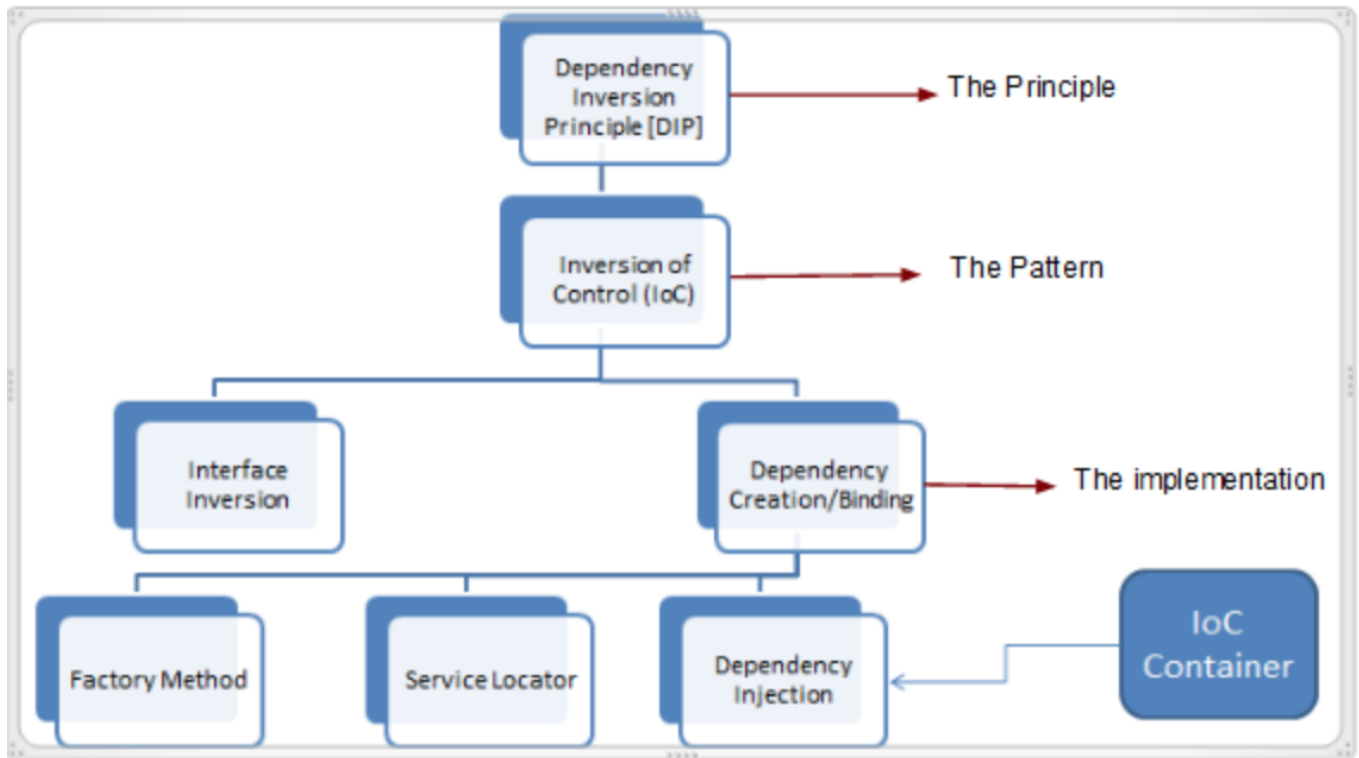 Dependency
Inversion
Principle [DIP]
The Principle
Inversion of
Control (IoC)
The Pattern
Interface
Inversion
Dependency
Creation/Binding
The implementation
Factory Method
Service Locator
Dependency
Injection
IoC
Container